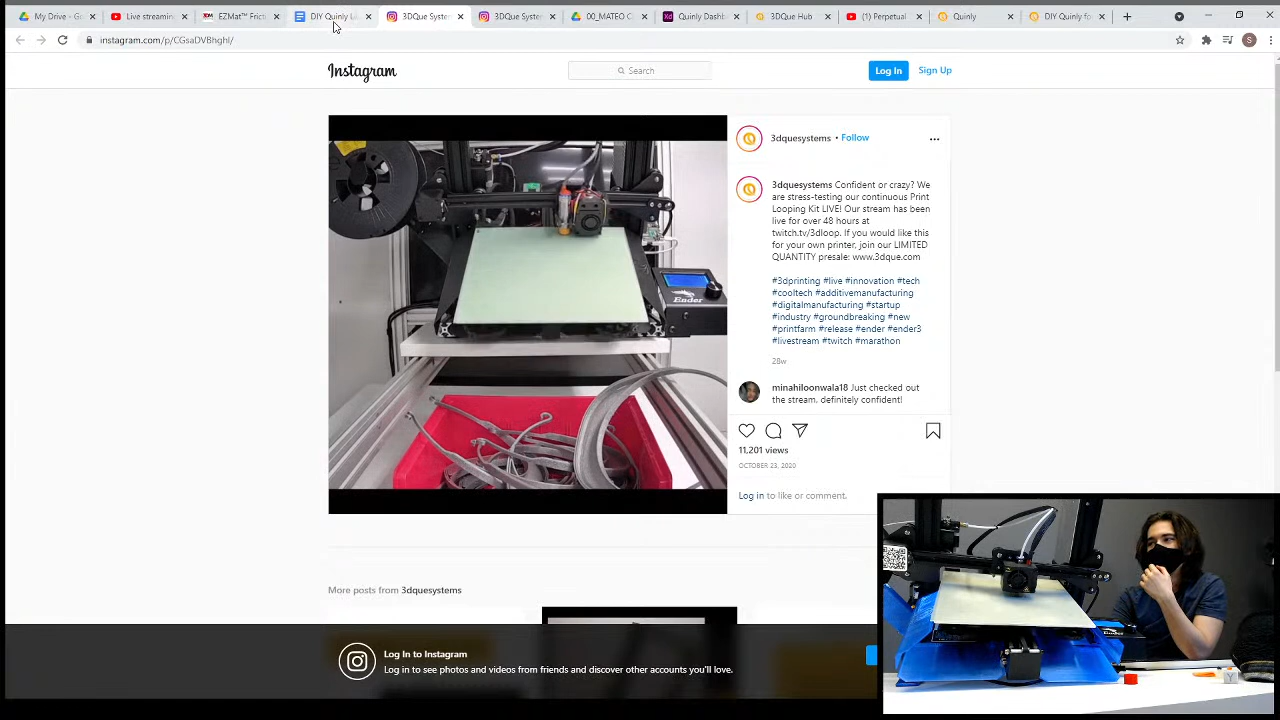 My Drive - Go
Live streamin
EZMat™ Fricti
DIY Quinly L
3DQue System
3DQue System
00_MATEO C
Quinly Dashb
3DQue Hub
(1) Perpetual
Quinly
DIY Quinly fo
instagram.com/p/CGsaDVBhghI/
S
Instagram
Search
Log In
Sign Up
3dquesystems • Follow
3dquesystems Confident or crazy? We
are stress-testing our continuous Print
Looping Kit LIVE! Our stream has been
live for over 48 hours at
twitch.tv/3dloop. If you would like this
for your own printer, join our LIMITED
QUANTITY presale: www.3dque.com
#3dprinting #live #innovation #tech
#cooltech #additivemanufacturing
#digitalmanufacturing #startup
#industry #groundbreaking #new
#printfarm #release #ender #ender3
#livestream #twitch #marathon
28w
minahiloonwala18 Just checked out
the stream, definitely confident!
11,201 views
OCTOBER 23, 2020
Log in to like or comment.
Ender
More posts from 3dquesystems
Log In to Instagram
Log in to see photos and videos from friends and discover other accounts you'll love.